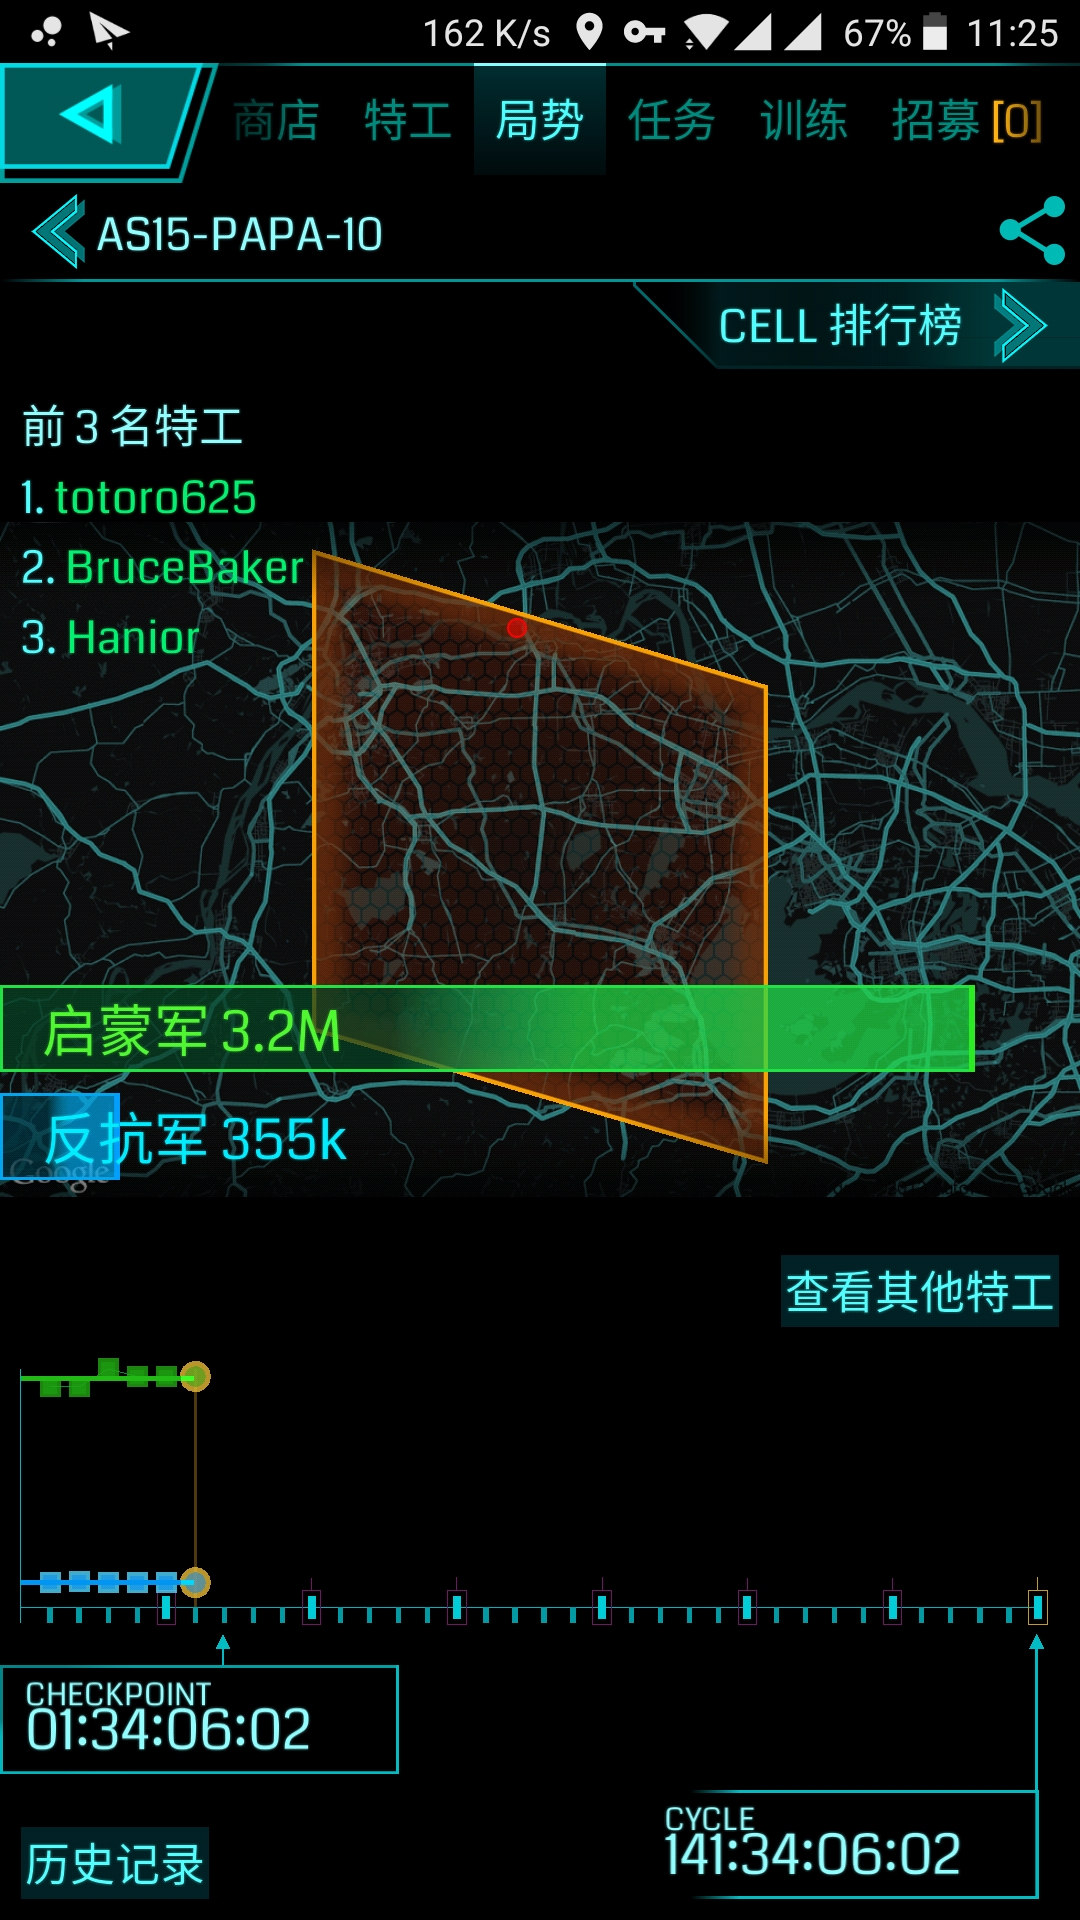 162 K/s 67% 11:25
商店 特工 局势 任务 训练 招募 [0]
AS15-PAPA-10
CELL 排行榜
前 3 名特工
1. totoro625
2. BruceBaker
3. Hanior
启蒙军 3.2M
反抗军 355k
Google
查看其他特工
CHECKPOINT
01:34:06:02
CYCLE
141:34:06:02
历史记录